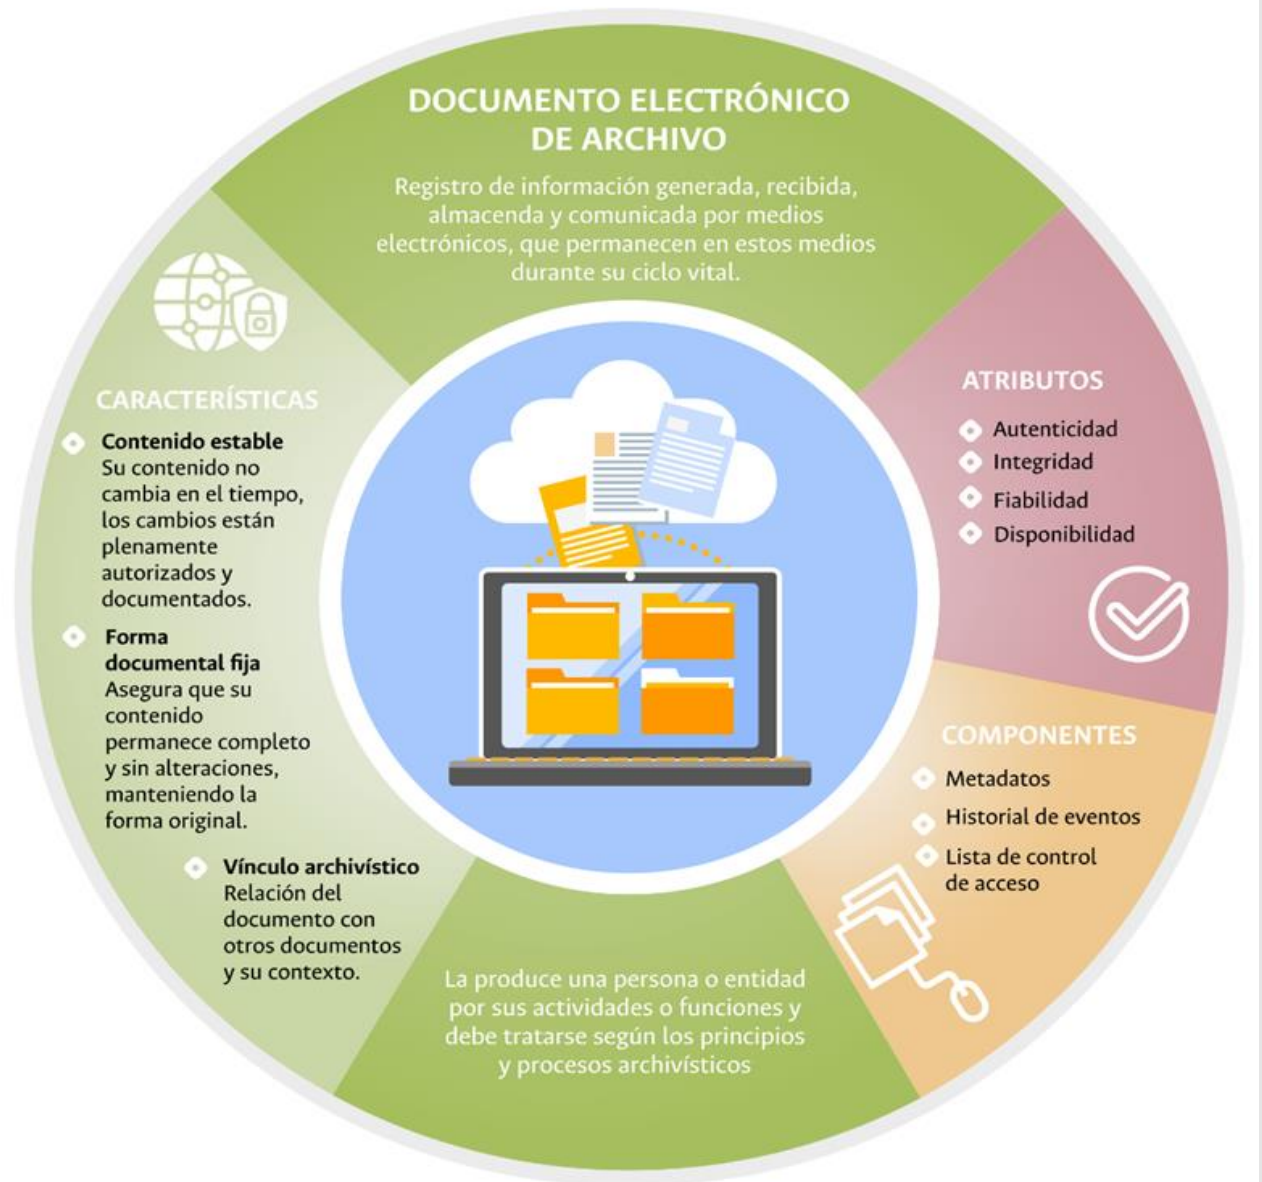 DOCUMENTO ELECTRÓNICO
DE ARCHIVO
Registro de información generada, recibida,
almacenda y comunicada por medios
electrónicos, que permanecen en estos medios
durante su ciclo vital.
CARACTERÍSTICAS
Contenido estable
Su contenido no
cambia en el tiempo,
los cambios están
plenamente
autorizados y
documentados.
Forma
documental fija
Asegura que su
contenido
permanece completo
y sin alteraciones,
manteniendo la
forma original.
Vínculo archivístico
Relación del
documento con
otros documentos
y su contexto.
ATRIBUTOS
Autenticidad
Integridad
Fiabilidad
Disponibilidad
COMPONENTES
Metadatos
Historial de eventos
Lista de control
de acceso
La produce una persona o entidad
por sus actividades o funciones y
debe tratarse según los principios
y procesos archivísticos